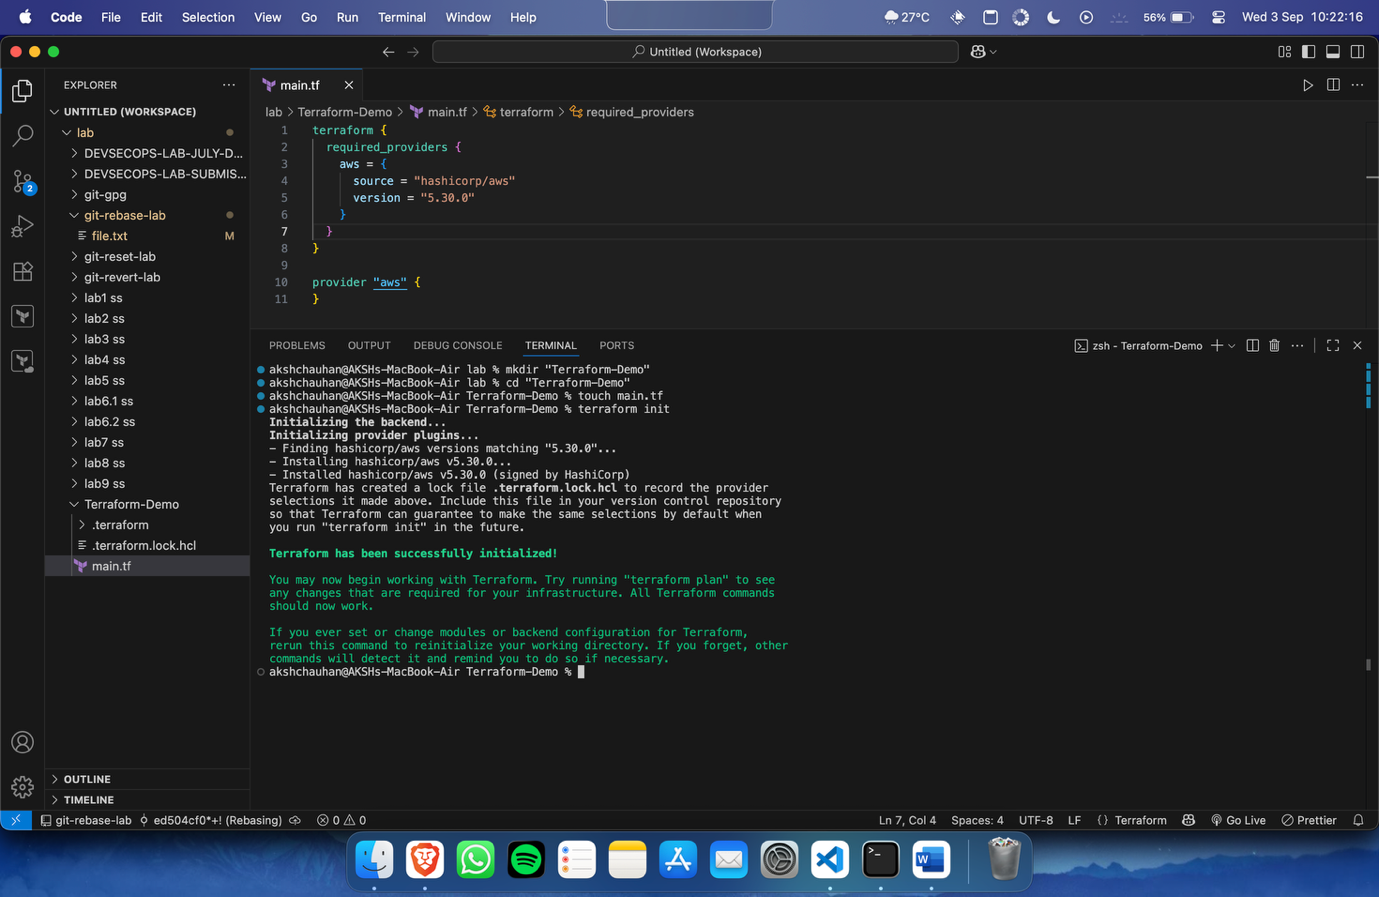 Code File Edit Selection View Go Run Terminal Window Help 27°C 56% Wed 3 Sep 10:22:16
Untitled (Workspace)
EXPLORER
UNTITLED (WORKSPACE)
lab
DEVSECOPS-LAB-JULY-D...
DEVSECOPS-LAB-SUBMIS...
git-gpg
git-rebase-lab
file.txt M
git-reset-lab
git-revert-lab
lab1 ss
lab2 ss
lab3 ss
lab4 ss
lab5 ss
lab6.1 ss
lab6.2 ss
lab7 ss
lab8 ss
lab9 ss
Terraform-Demo
.terraform
.terraform.lock.hcl
main.tf
OUTLINE
TIMELINE
2
main.tf
lab > Terraform-Demo > main.tf > terraform > required_providers
1 terraform {
2 required_providers {
3 aws = {
4 source = "hashicorp/aws"
5 version = "5.30.0"
6 }
7 }
8 }
9
10 provider "aws" {
11 }
PROBLEMS OUTPUT DEBUG CONSOLE TERMINAL PORTS zsh - Terraform-Demo
akshchauhan@AKSHs-MacBook-Air lab % mkdir "Terraform-Demo"
akshchauhan@AKSHs-MacBook-Air lab % cd "Terraform-Demo"
akshchauhan@AKSHs-MacBook-Air Terraform-Demo % touch main.tf
akshchauhan@AKSHs-MacBook-Air Terraform-Demo % terraform init
Initializing the backend...
Initializing provider plugins...
- Finding hashicorp/aws versions matching "5.30.0"...
- Installing hashicorp/aws v5.30.0...
- Installed hashicorp/aws v5.30.0 (signed by HashiCorp)
Terraform has created a lock file .terraform.lock.hcl to record the provider
selections it made above. Include this file in your version control repository
so that Terraform can guarantee to make the same selections by default when
you run "terraform init" in the future.
Terraform has been successfully initialized!
You may now begin working with Terraform. Try running "terraform plan" to see
any changes that are required for your infrastructure. All Terraform commands
should now work.
If you ever set or change modules or backend configuration for Terraform,
rerun this command to reinitialize your working directory. If you forget, other
commands will detect it and remind you to do so if necessary.
akshchauhan@AKSHs-MacBook-Air Terraform-Demo %
git-rebase-lab ed504cf0*+! (Rebasing) 0 0 Ln 7, Col 4 Spaces: 4 UTF-8 LF {} Terraform Go Live Prettier